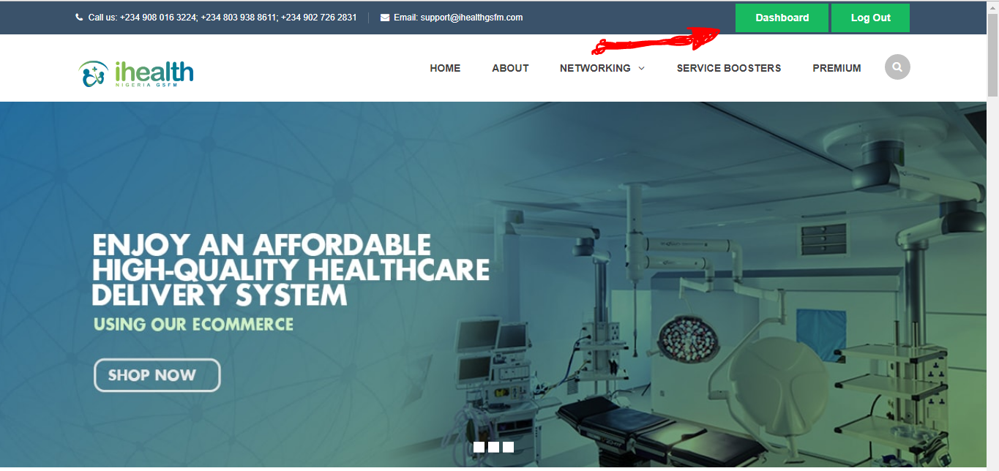 Call us: +234 908 016 3224; +234 803 938 8611; +234 902 726 2831
Email: support@ihealthgsfm.com
Dashboard
Log Out
ihealth
NIGERIA GSFM
HOME
ABOUT
NETWORKING
SERVICE BOOSTERS
PREMIUM
ENJOY AN AFFORDABLE
HIGH-QUALITY HEALTHCARE
DELIVERY SYSTEM
USING OUR ECOMMERCE
SHOP NOW